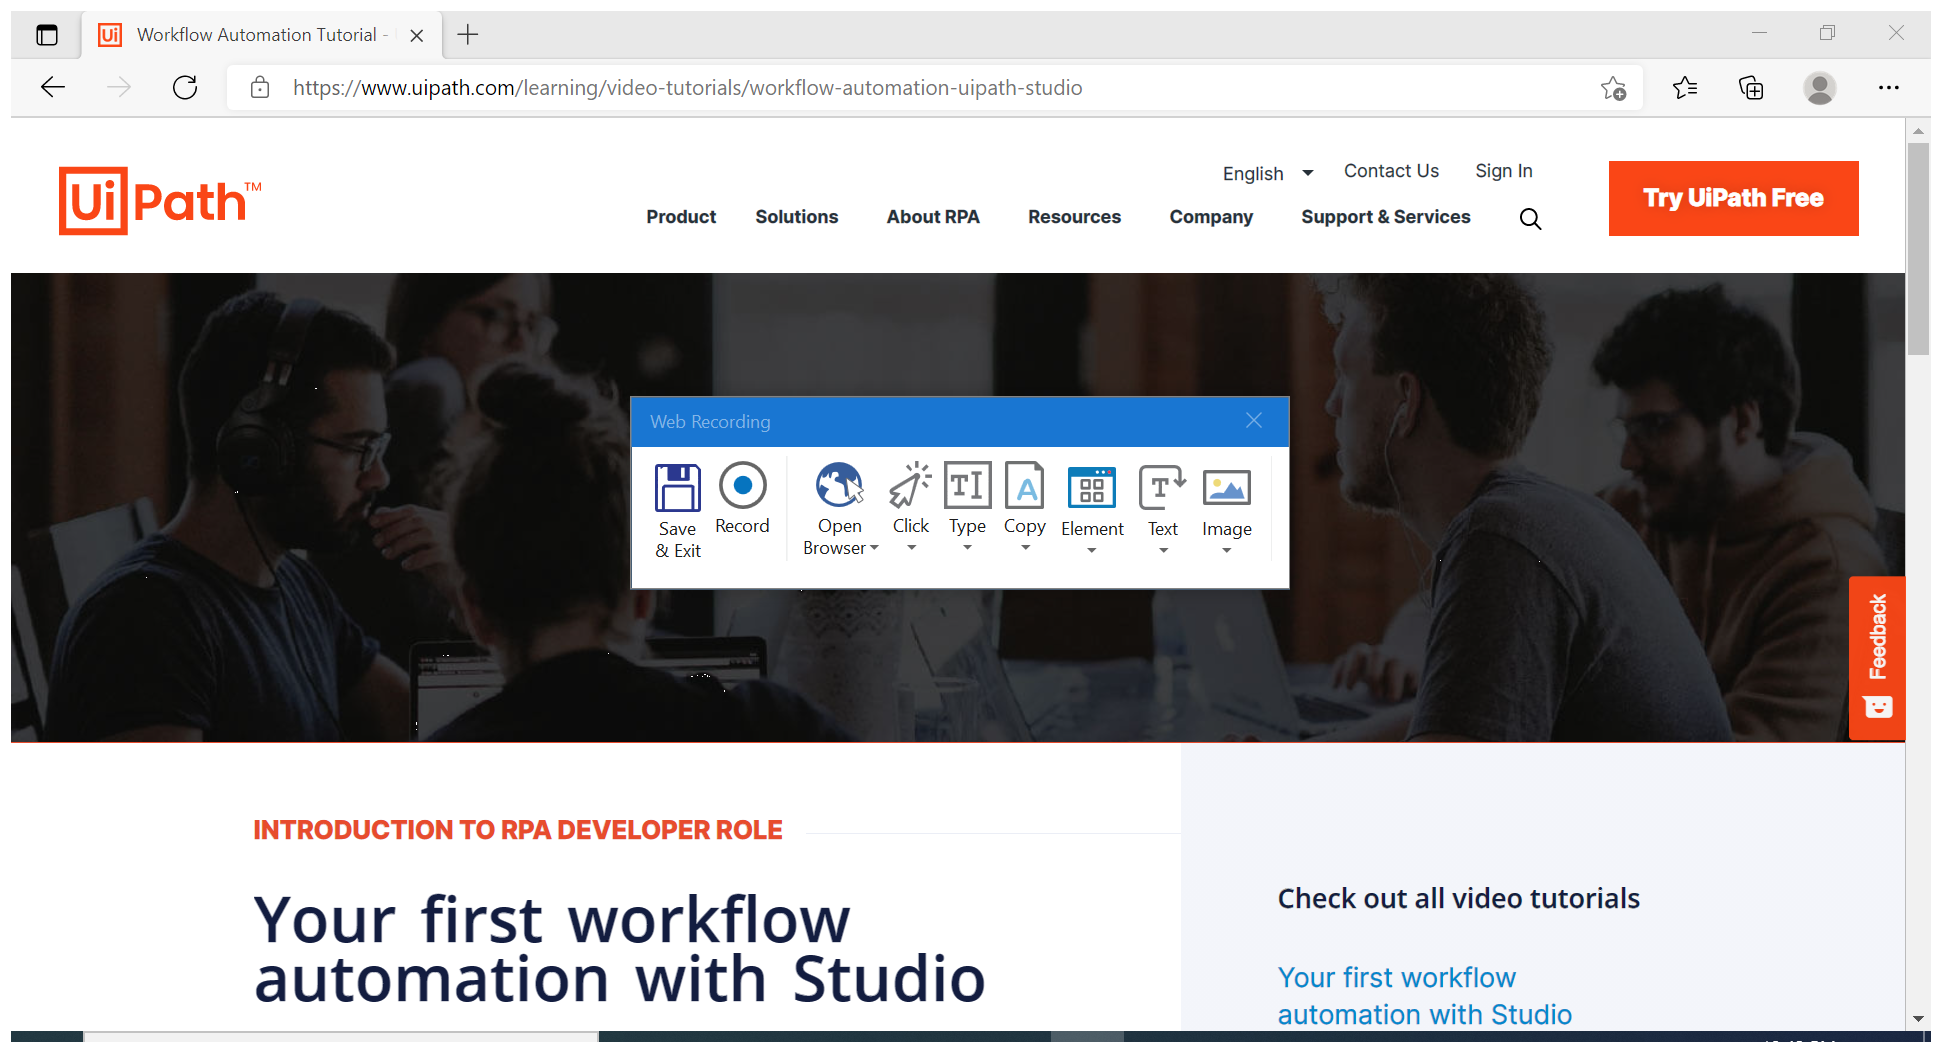 Workflow Automation Tutorial -
https://www.uipath.com/learning/video-tutorials/workflow-automation-uipath-studio
English Contact Us Sign In
UiPath™
Product Solutions About RPA Resources Company Support & Services
Try UiPath Free
Web Recording
Save & Exit
Record
Open Browser
Click
Type
Copy
Element
Text
Image
Feedback
INTRODUCTION TO RPA DEVELOPER ROLE
Your first workflow
automation with Studio
Check out all video tutorials
Your first workflow
automation with Studio